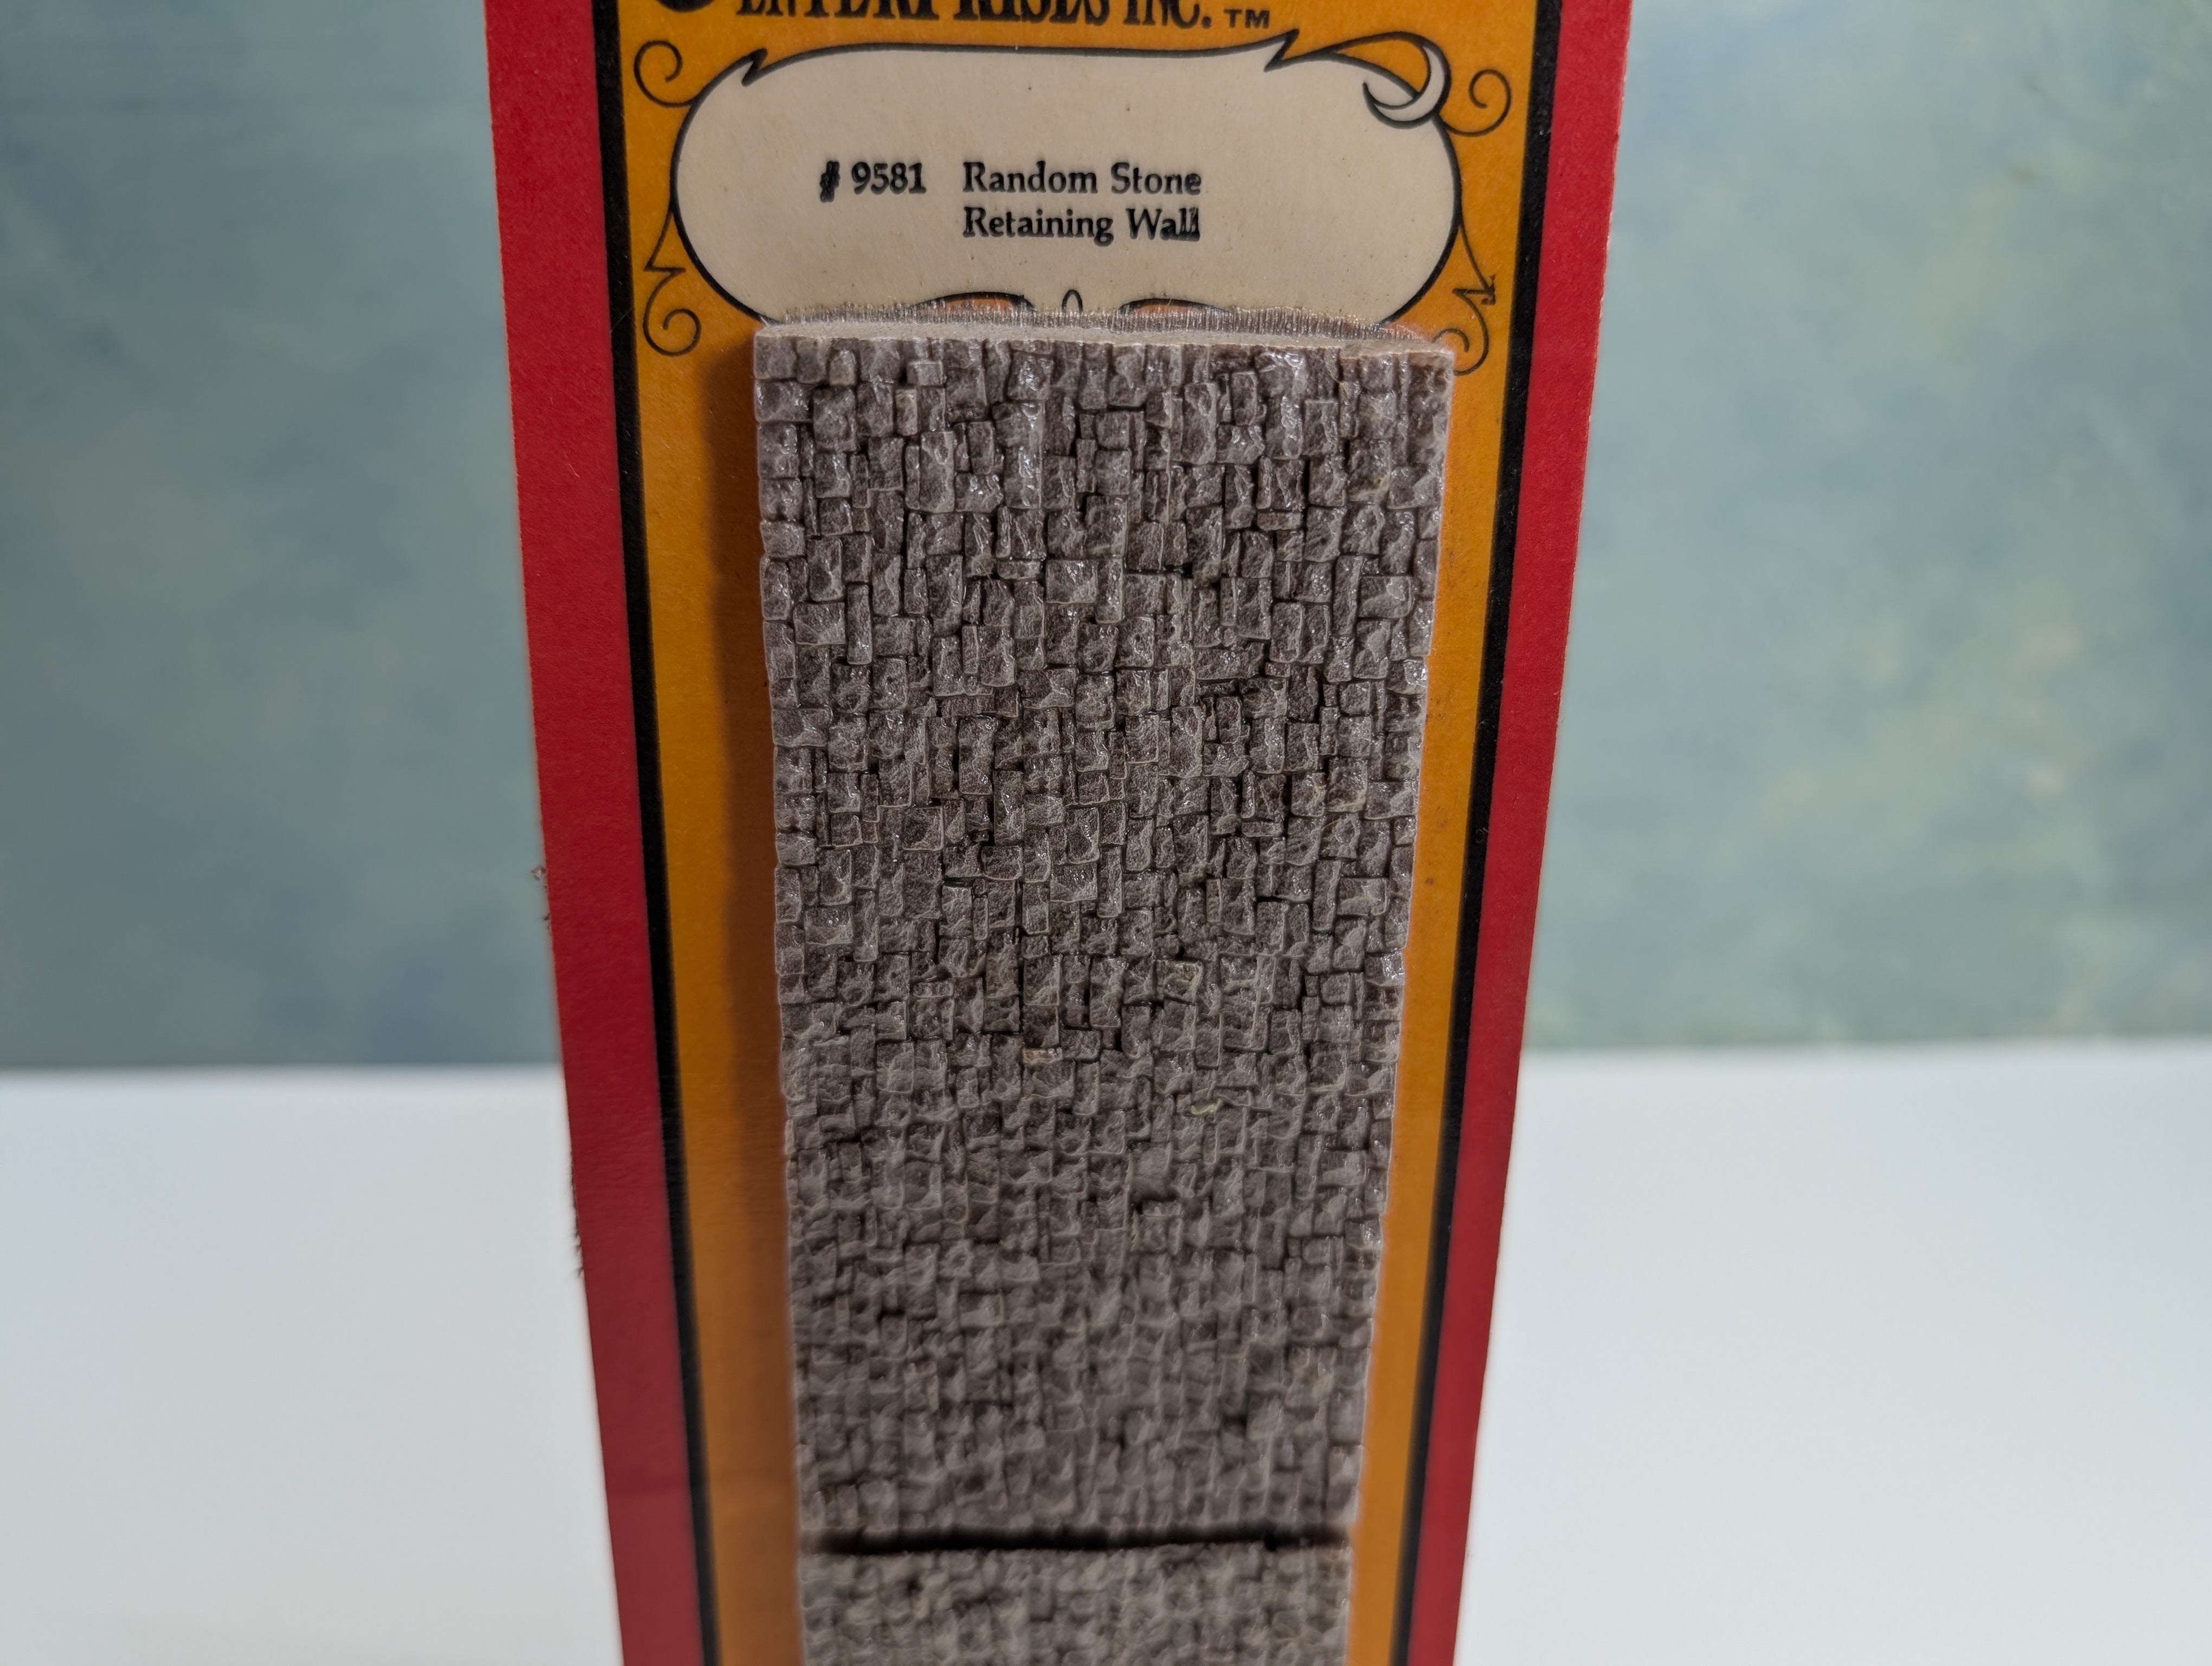 ENTERPRISES INC. TM
# 9581 Random Stone
Retaining Wall